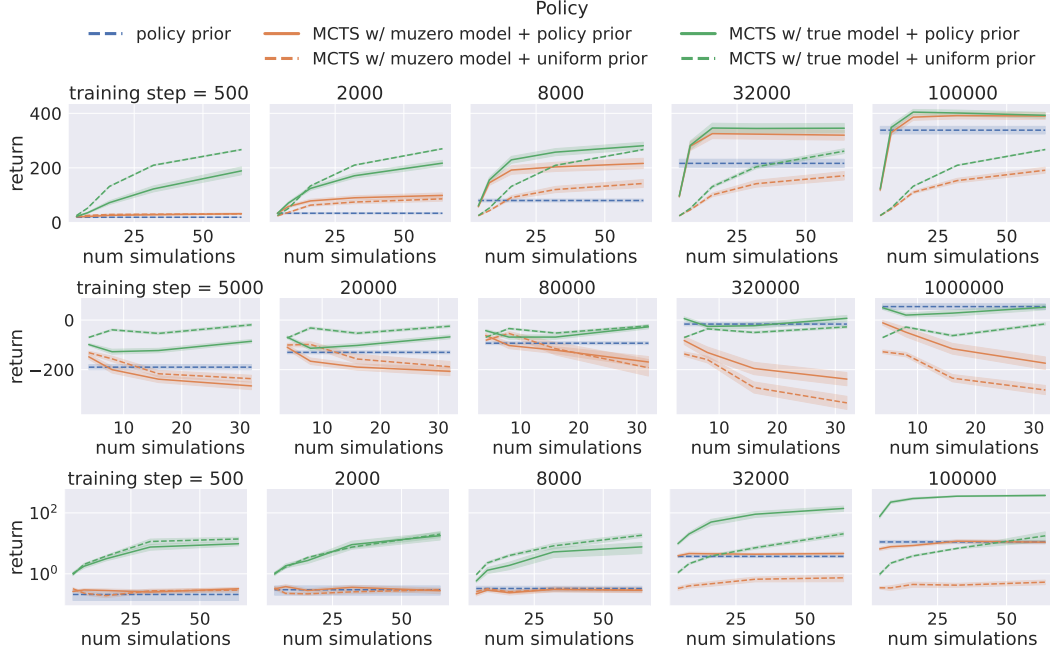 Policy
policy prior
MCTS w/ muzero model + policy prior
MCTS w/ true model + policy prior
MCTS w/ muzero model + uniform prior
MCTS w/ true model + uniform prior
training step = 500 2000 8000 32000 100000
400
200
0
return
25 50 25 50 25 50 25 50 25 50
num simulations num simulations num simulations num simulations num simulations
training step = 5000 20000 80000 320000 1000000
0
−200
return
10 20 30 10 20 30 10 20 30 10 20 30 10 20 30
num simulations num simulations num simulations num simulations num simulations
training step = 500 2000 8000 32000 100000
10²
10⁰
return
25 50 25 50 25 50 25 50 25 50
num simulations num simulations num simulations num simulations num simulations